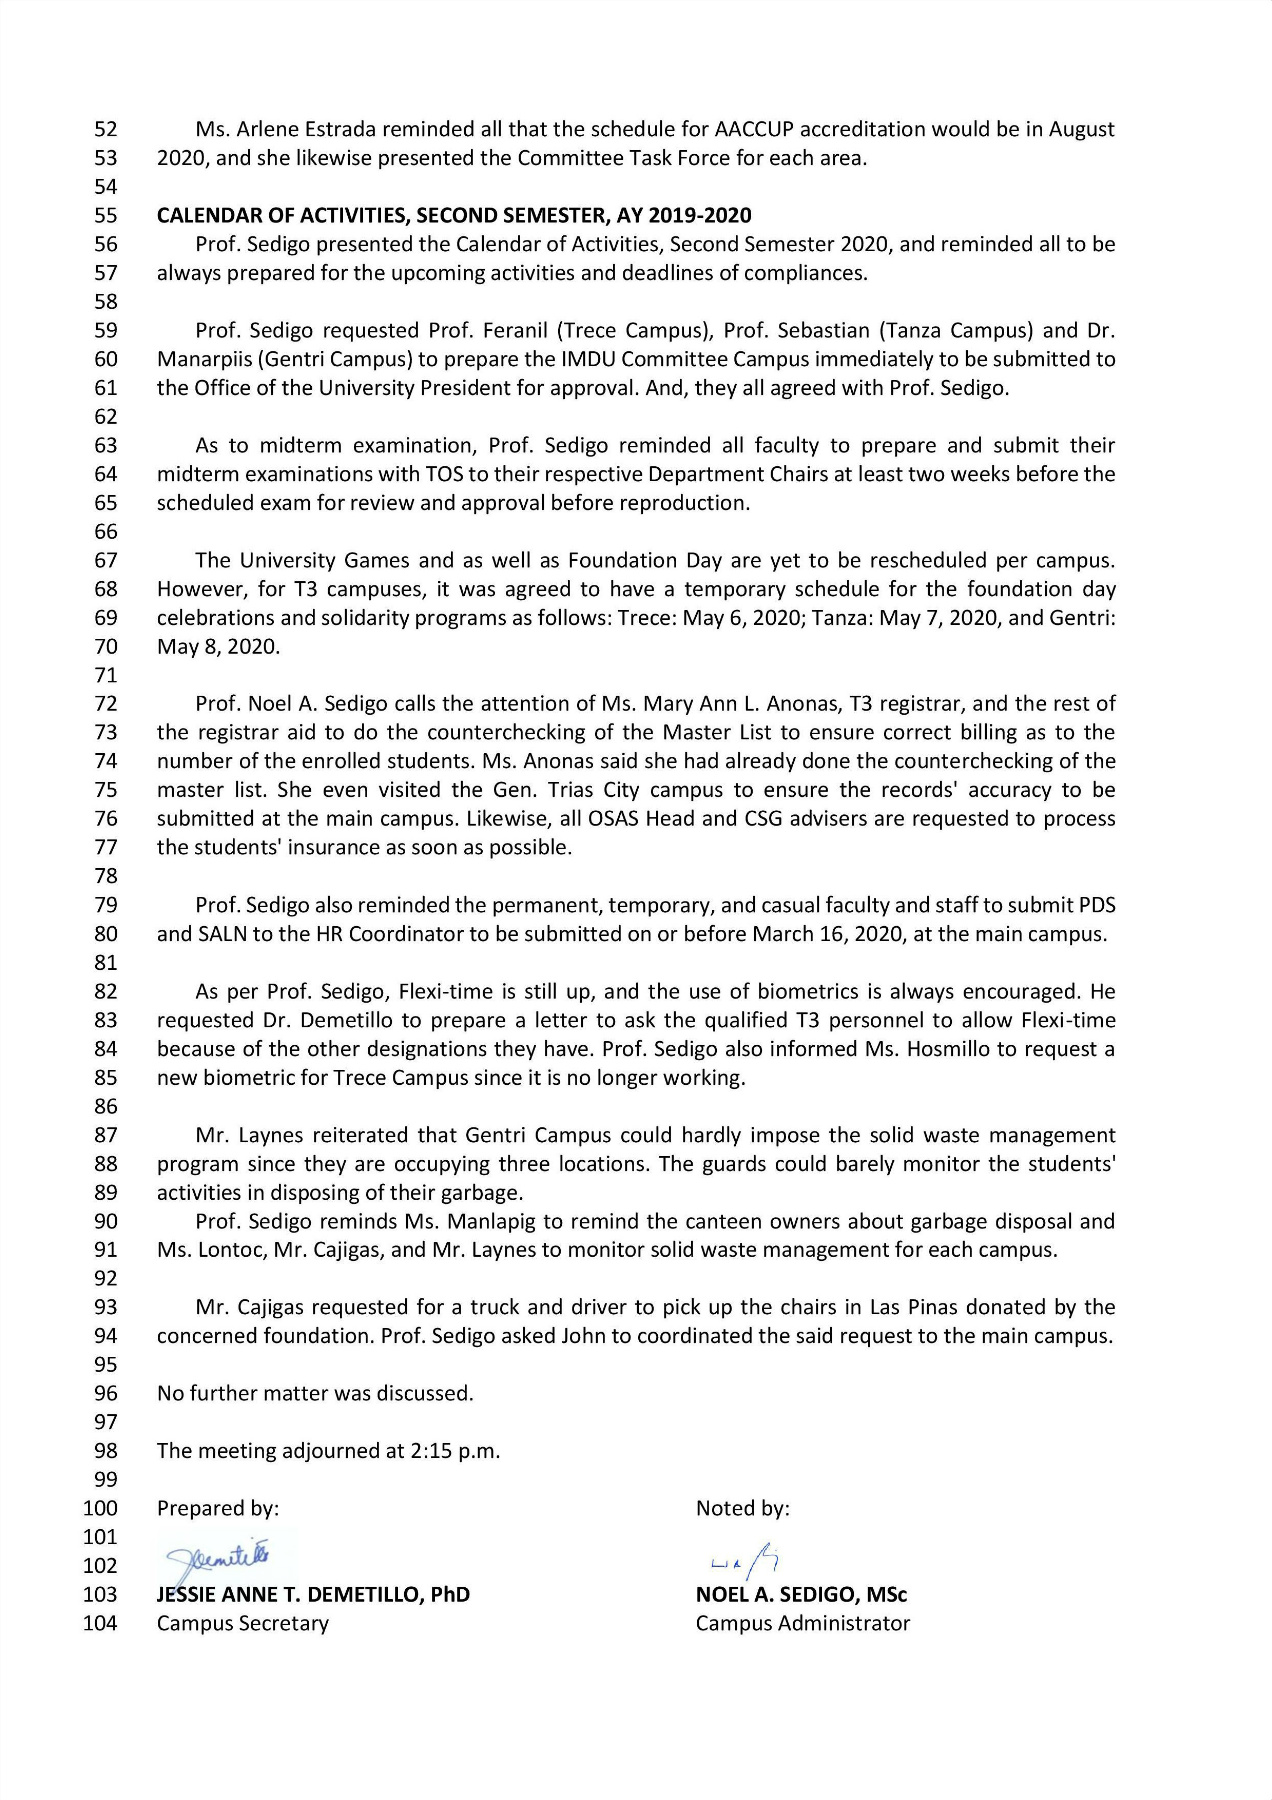 52 Ms. Arlene Estrada reminded all that the schedule for AACCUP accreditation would be in August
53 2020, and she likewise presented the Committee Task Force for each area.
54
55 CALENDAR OF ACTIVITIES, SECOND SEMESTER, AY 2019-2020
56 Prof. Sedigo presented the Calendar of Activities, Second Semester 2020, and reminded all to be
57 always prepared for the upcoming activities and deadlines of compliances.
58
59 Prof. Sedigo requested Prof. Feranil (Trece Campus), Prof. Sebastian (Tanza Campus) and Dr.
60 Manarpiis (Gentri Campus) to prepare the IMDU Committee Campus immediately to be submitted to
61 the Office of the University President for approval. And, they all agreed with Prof. Sedigo.
62
63 As to midterm examination, Prof. Sedigo reminded all faculty to prepare and submit their
64 midterm examinations with TOS to their respective Department Chairs at least two weeks before the
65 scheduled exam for review and approval before reproduction.
66
67 The University Games and as well as Foundation Day are yet to be rescheduled per campus.
68 However, for T3 campuses, it was agreed to have a temporary schedule for the foundation day
69 celebrations and solidarity programs as follows: Trece: May 6, 2020; Tanza: May 7, 2020, and Gentri:
70 May 8, 2020.
71
72 Prof. Noel A. Sedigo calls the attention of Ms. Mary Ann L. Anonas, T3 registrar, and the rest of
73 the registrar aid to do the counterchecking of the Master List to ensure correct billing as to the
74 number of the enrolled students. Ms. Anonas said she had already done the counterchecking of the
75 master list. She even visited the Gen. Trias City campus to ensure the records' accuracy to be
76 submitted at the main campus. Likewise, all OSAS Head and CSG advisers are requested to process
77 the students' insurance as soon as possible.
78
79 Prof. Sedigo also reminded the permanent, temporary, and casual faculty and staff to submit PDS
80 and SALN to the HR Coordinator to be submitted on or before March 16, 2020, at the main campus.
81
82 As per Prof. Sedigo, Flexi-time is still up, and the use of biometrics is always encouraged. He
83 requested Dr. Demetillo to prepare a letter to ask the qualified T3 personnel to allow Flexi-time
84 because of the other designations they have. Prof. Sedigo also informed Ms. Hosmillo to request a
85 new biometric for Trece Campus since it is no longer working.
86
87 Mr. Laynes reiterated that Gentri Campus could hardly impose the solid waste management
88 program since they are occupying three locations. The guards could barely monitor the students'
89 activities in disposing of their garbage.
90 Prof. Sedigo reminds Ms. Manlapig to remind the canteen owners about garbage disposal and
91 Ms. Lontoc, Mr. Cajigas, and Mr. Laynes to monitor solid waste management for each campus.
92
93 Mr. Cajigas requested for a truck and driver to pick up the chairs in Las Pinas donated by the
94 concerned foundation. Prof. Sedigo asked John to coordinated the said request to the main campus.
95
96 No further matter was discussed.
97
98 The meeting adjourned at 2:15 p.m.
99
100 Prepared by: Noted by:
101
102
103 JESSIE ANNE T. DEMETILLO, PhD NOEL A. SEDIGO, MSc
104 Campus Secretary Campus Administrator